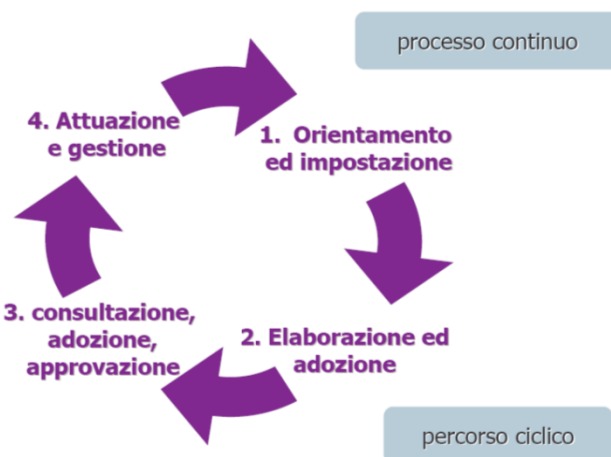 processo continuo
1. Orientamento
ed impostazione
2. Elaborazione ed
adozione
3. consultazione,
adozione,
approvazione
4. Attuazione
e gestione
percorso ciclico